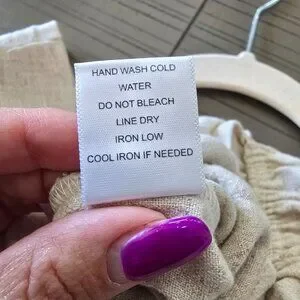 HAND WASH COLD
WATER
DO NOT BLEACH
LINE DRY
IRON LOW
COOL IRON IF NEEDED